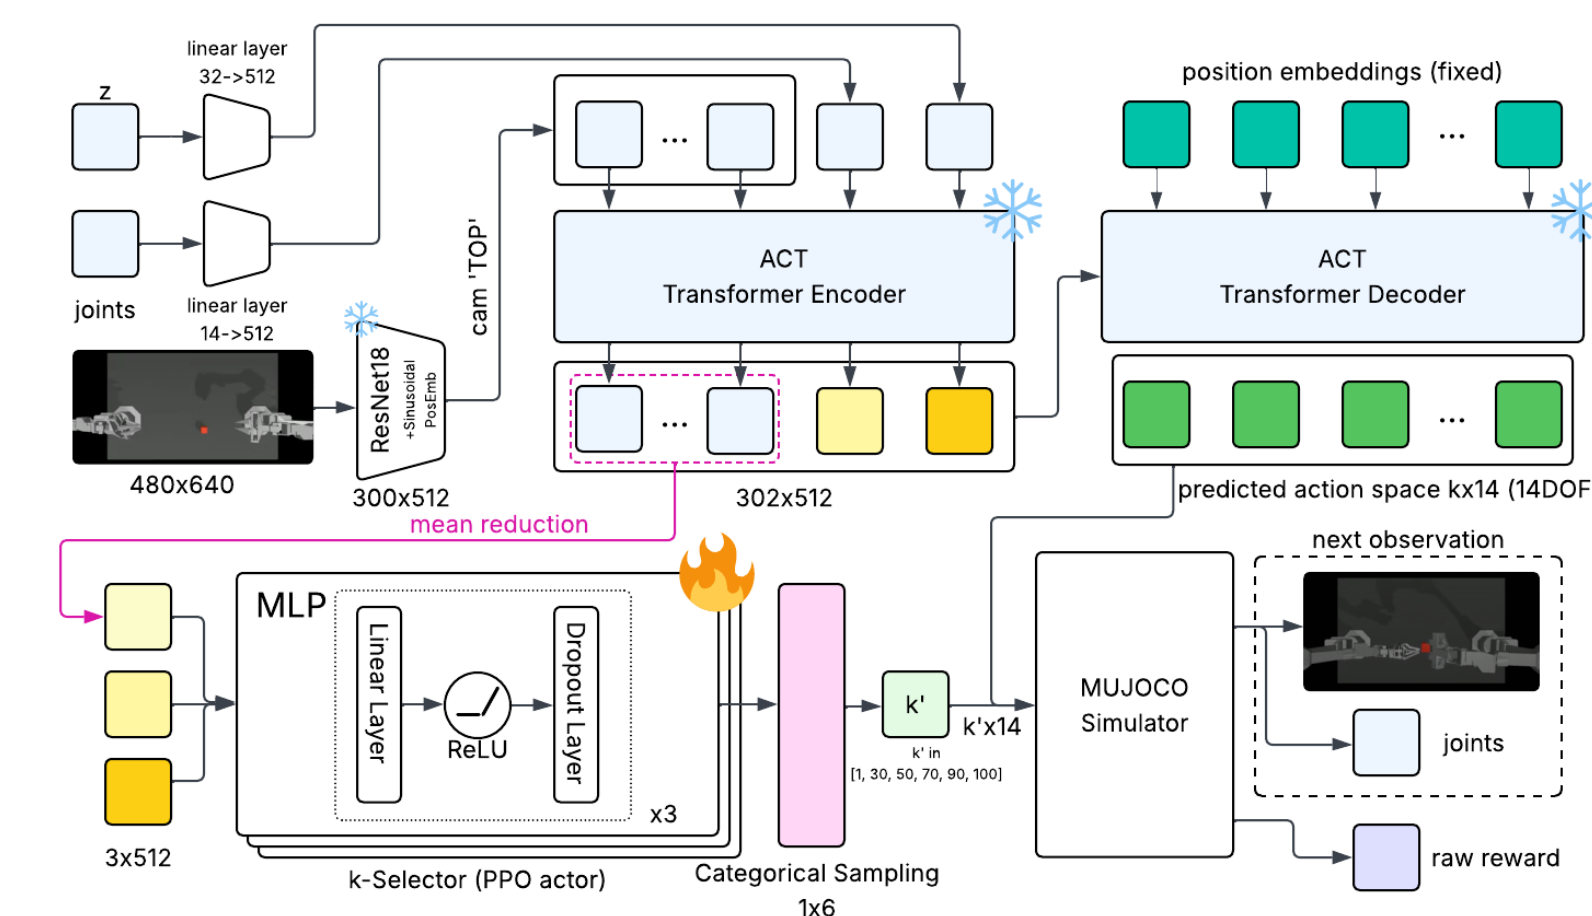 linear layer
32->512
z
joints
linear layer
14->512
480x640
ResNet18
+Sinusoidal
PosEmb
300x512
cam 'TOP'
ACT
Transformer Encoder
302x512
position embeddings (fixed)
ACT
Transformer Decoder
predicted action space kx14 (14DOF
mean reduction
3x512
MLP
Linear Layer
ReLU
Dropout Layer
x3
k-Selector (PPO actor)
Categorical Sampling
1x6
k'
k' in
[1, 30, 50, 70, 90, 100]
k'x14
MUJOCO
Simulator
next observation
joints
raw reward